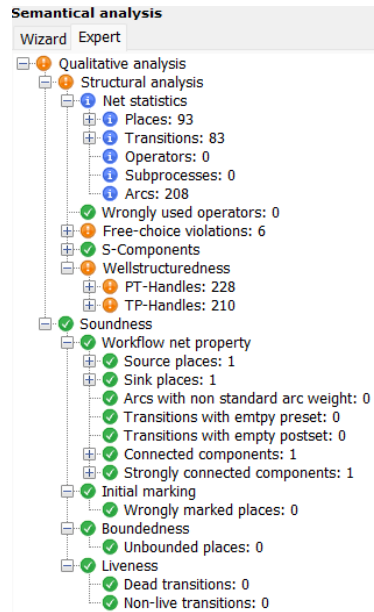 Semantical analysis
Wizard Expert
Qualitative analysis
Structural analysis
Net statistics
Places: 93
Transitions: 83
Operators: 0
Subprocesses: 0
Arcs: 208
Wrongly used operators: 0
Free-choice violations: 6
S-Components
Wellstructuredness
PT-Handles: 228
TP-Handles: 210
Soundness
Workflow net property
Source places: 1
Sink places: 1
Arcs with non standard arc weight: 0
Transitions with emtpy preset: 0
Transitions with empty postset: 0
Connected components: 1
Strongly connected components: 1
Initial marking
Wrongly marked places: 0
Boundedness
Unbounded places: 0
Liveness
Dead transitions: 0
Non-live transitions: 0